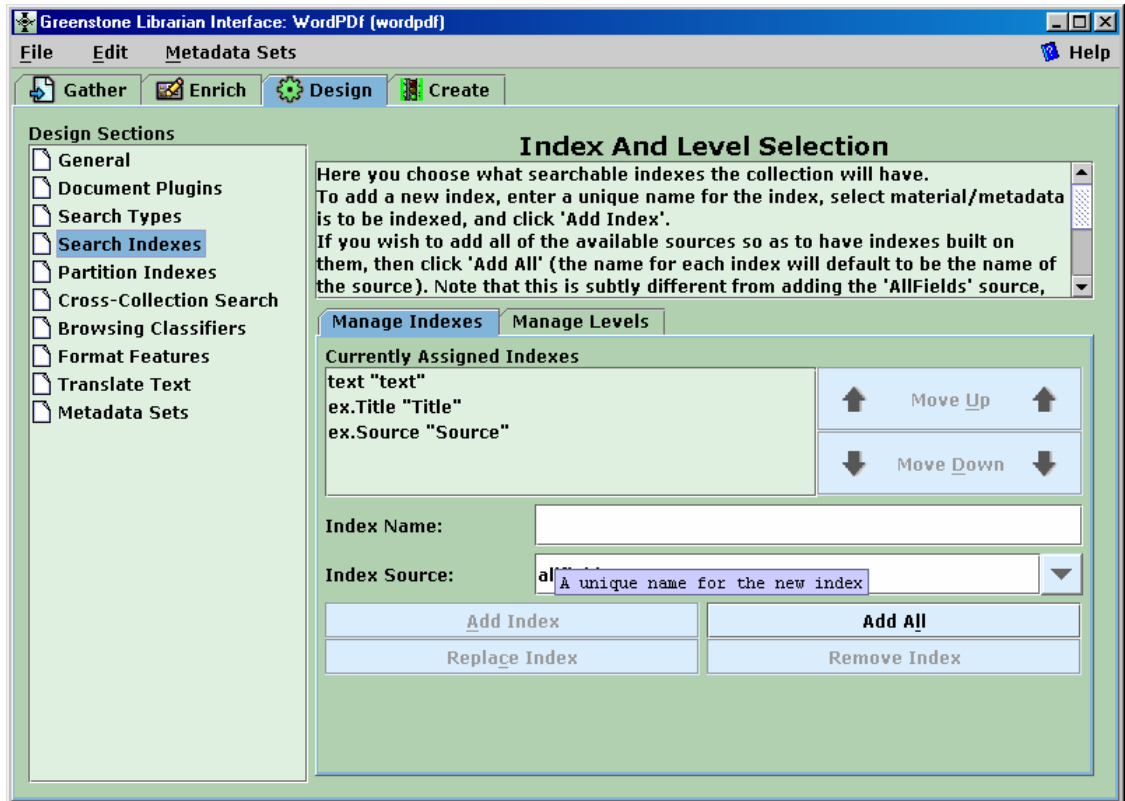 Greenstone Librarian Interface: WordPDf (wordpdf)
File Edit Metadata Sets Help
Gather Enrich Design Create
Design Sections
General
Document Plugins
Search Types
Search Indexes
Partition Indexes
Cross-Collection Search
Browsing Classifiers
Format Features
Translate Text
Metadata Sets
Index And Level Selection
Here you choose what searchable indexes the collection will have.
To add a new index, enter a unique name for the index, select material/metadata
is to be indexed, and click 'Add Index'.
If you wish to add all of the available sources so as to have indexes built on
them, then click 'Add All' (the name for each index will default to be the name of
the source). Note that this is subtly different from adding the 'AllFields' source,
Manage Indexes Manage Levels
Currently Assigned Indexes
text "text"
ex.Title "Title"
ex.Source "Source"
Move Up
Move Down
Index Name:
Index Source:
A unique name for the new index
Add Index Add All
Replace Index Remove Index